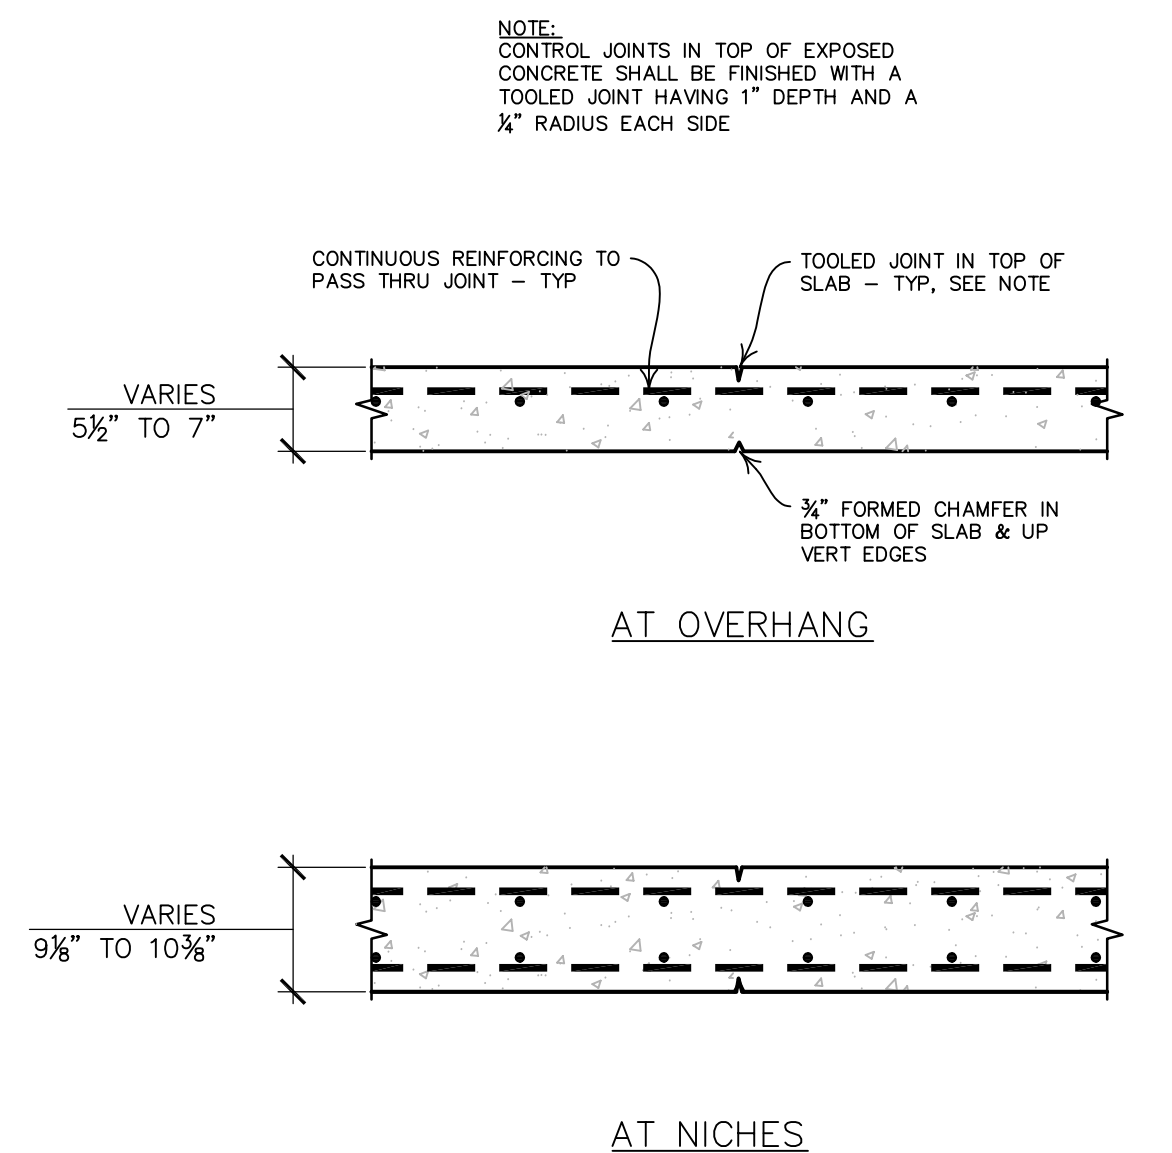 NOTE:
CONTROL JOINTS IN TOP OF EXPOSED
CONCRETE SHALL BE FINISHED WITH A
TOOLED JOINT HAVING 1" DEPTH AND A
¼" RADIUS EACH SIDE
CONTINUOUS REINFORCING TO
PASS THRU JOINT – TYP
TOOLED JOINT IN TOP OF
SLAB – TYP, SEE NOTE
VARIES
5½" TO 7"
¾" FORMED CHAMFER IN
BOTTOM OF SLAB & UP
VERT EDGES
AT OVERHANG
VARIES
9⅛" TO 10⅜"
AT NICHES